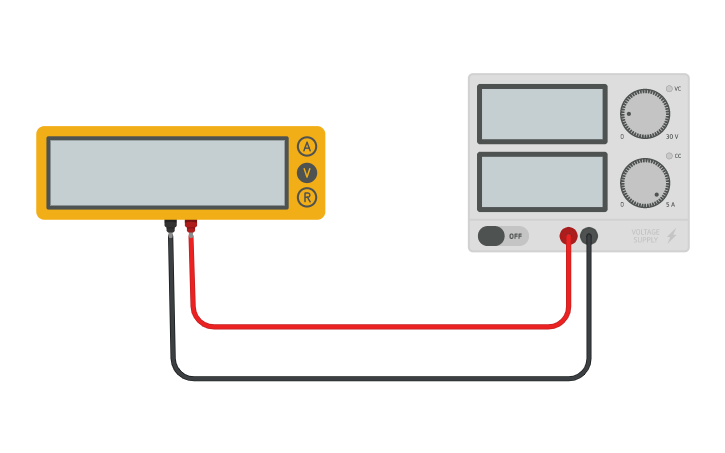 A
V
R
VC
0 30 V
CC
0 5 A
OFF
VOLTAGE
SUPPLY